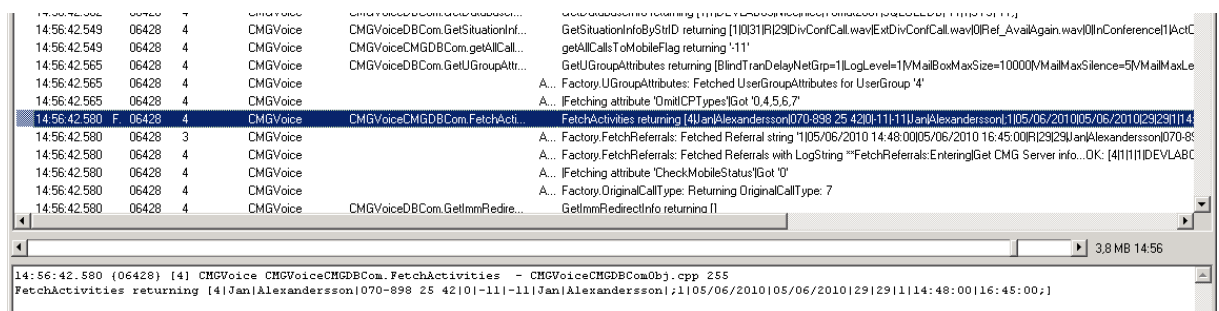 14:56:42.549 06428 4 CMGVoice CMGVoiceDBCom.GetSituationInf... GetSituationInfoByStrID returning [1|0|31|R|29|DivConfCall.wav|ExtDivConfCall.wav|0|Ref_AvailAgain.wav|0|InConference|1|ActC
14:56:42.549 06428 4 CMGVoice CMGVoiceCMGDBCom.getAllCall... getAllCallsToMobileFlag returning '-11'
14:56:42.565 06428 4 CMGVoice CMGVoiceDBCom.GetUGroupAttr... GetUGroupAttributes returning [BlindTranDelayNetGrp=1|LogLevel=1|VMailBoxMaxSize=10000|VMailMaxSilence=5|VMailMaxLe
14:56:42.565 06428 4 CMGVoice A... Factory.UGroupAttributes: Fetched UserGroupAttributes for UserGroup '4'
14:56:42.565 06428 4 CMGVoice A... |Fetching attribute 'OmitICPTypes'|Got '0,4,5,6,7'
14:56:42.580 F. 06428 4 CMGVoice CMGVoiceCMGDBCom.FetchActi... FetchActivities returning [4|Jan|Alexandersson|070-898 25 42|0|-11|-11|Jan|Alexandersson|;1|05/06/2010|05/06/2010|29|29|1|14:
14:56:42.580 06428 3 CMGVoice A... Factory.FetchReferrals: Fetched Referral string '1|05/06/2010 14:48:00|05/06/2010 16:45:00|R|29|29|Jan|Alexandersson|070-89
14:56:42.580 06428 4 CMGVoice A... Factory.FetchReferrals: Fetched Referrals with LogString **FetchReferrals:Entering|Get CMG Server info...OK: [4|1|1|1|DEVLABO
14:56:42.580 06428 4 CMGVoice A... |Fetching attribute 'CheckMobileStatus'|Got '0'
14:56:42.580 06428 4 CMGVoice A... Factory.OriginalCallType: Returning OriginalCallType: 7
14:56:42.580 06428 4 CMGVoice CMGVoiceDBCom.GetImmRedire... GetImmRedirectInfo returning []
3,8 MB 14:56
14:56:42.580 {06428} [4] CMGVoice CMGVoiceCMGDBCom.FetchActivities - CMGVoiceCMGDBComObj.cpp 255
FetchActivities returning [4|Jan|Alexandersson|070-898 25 42|0|-11|-11|Jan|Alexandersson|;1|05/06/2010|05/06/2010|29|29|1|14:48:00|16:45:00;]